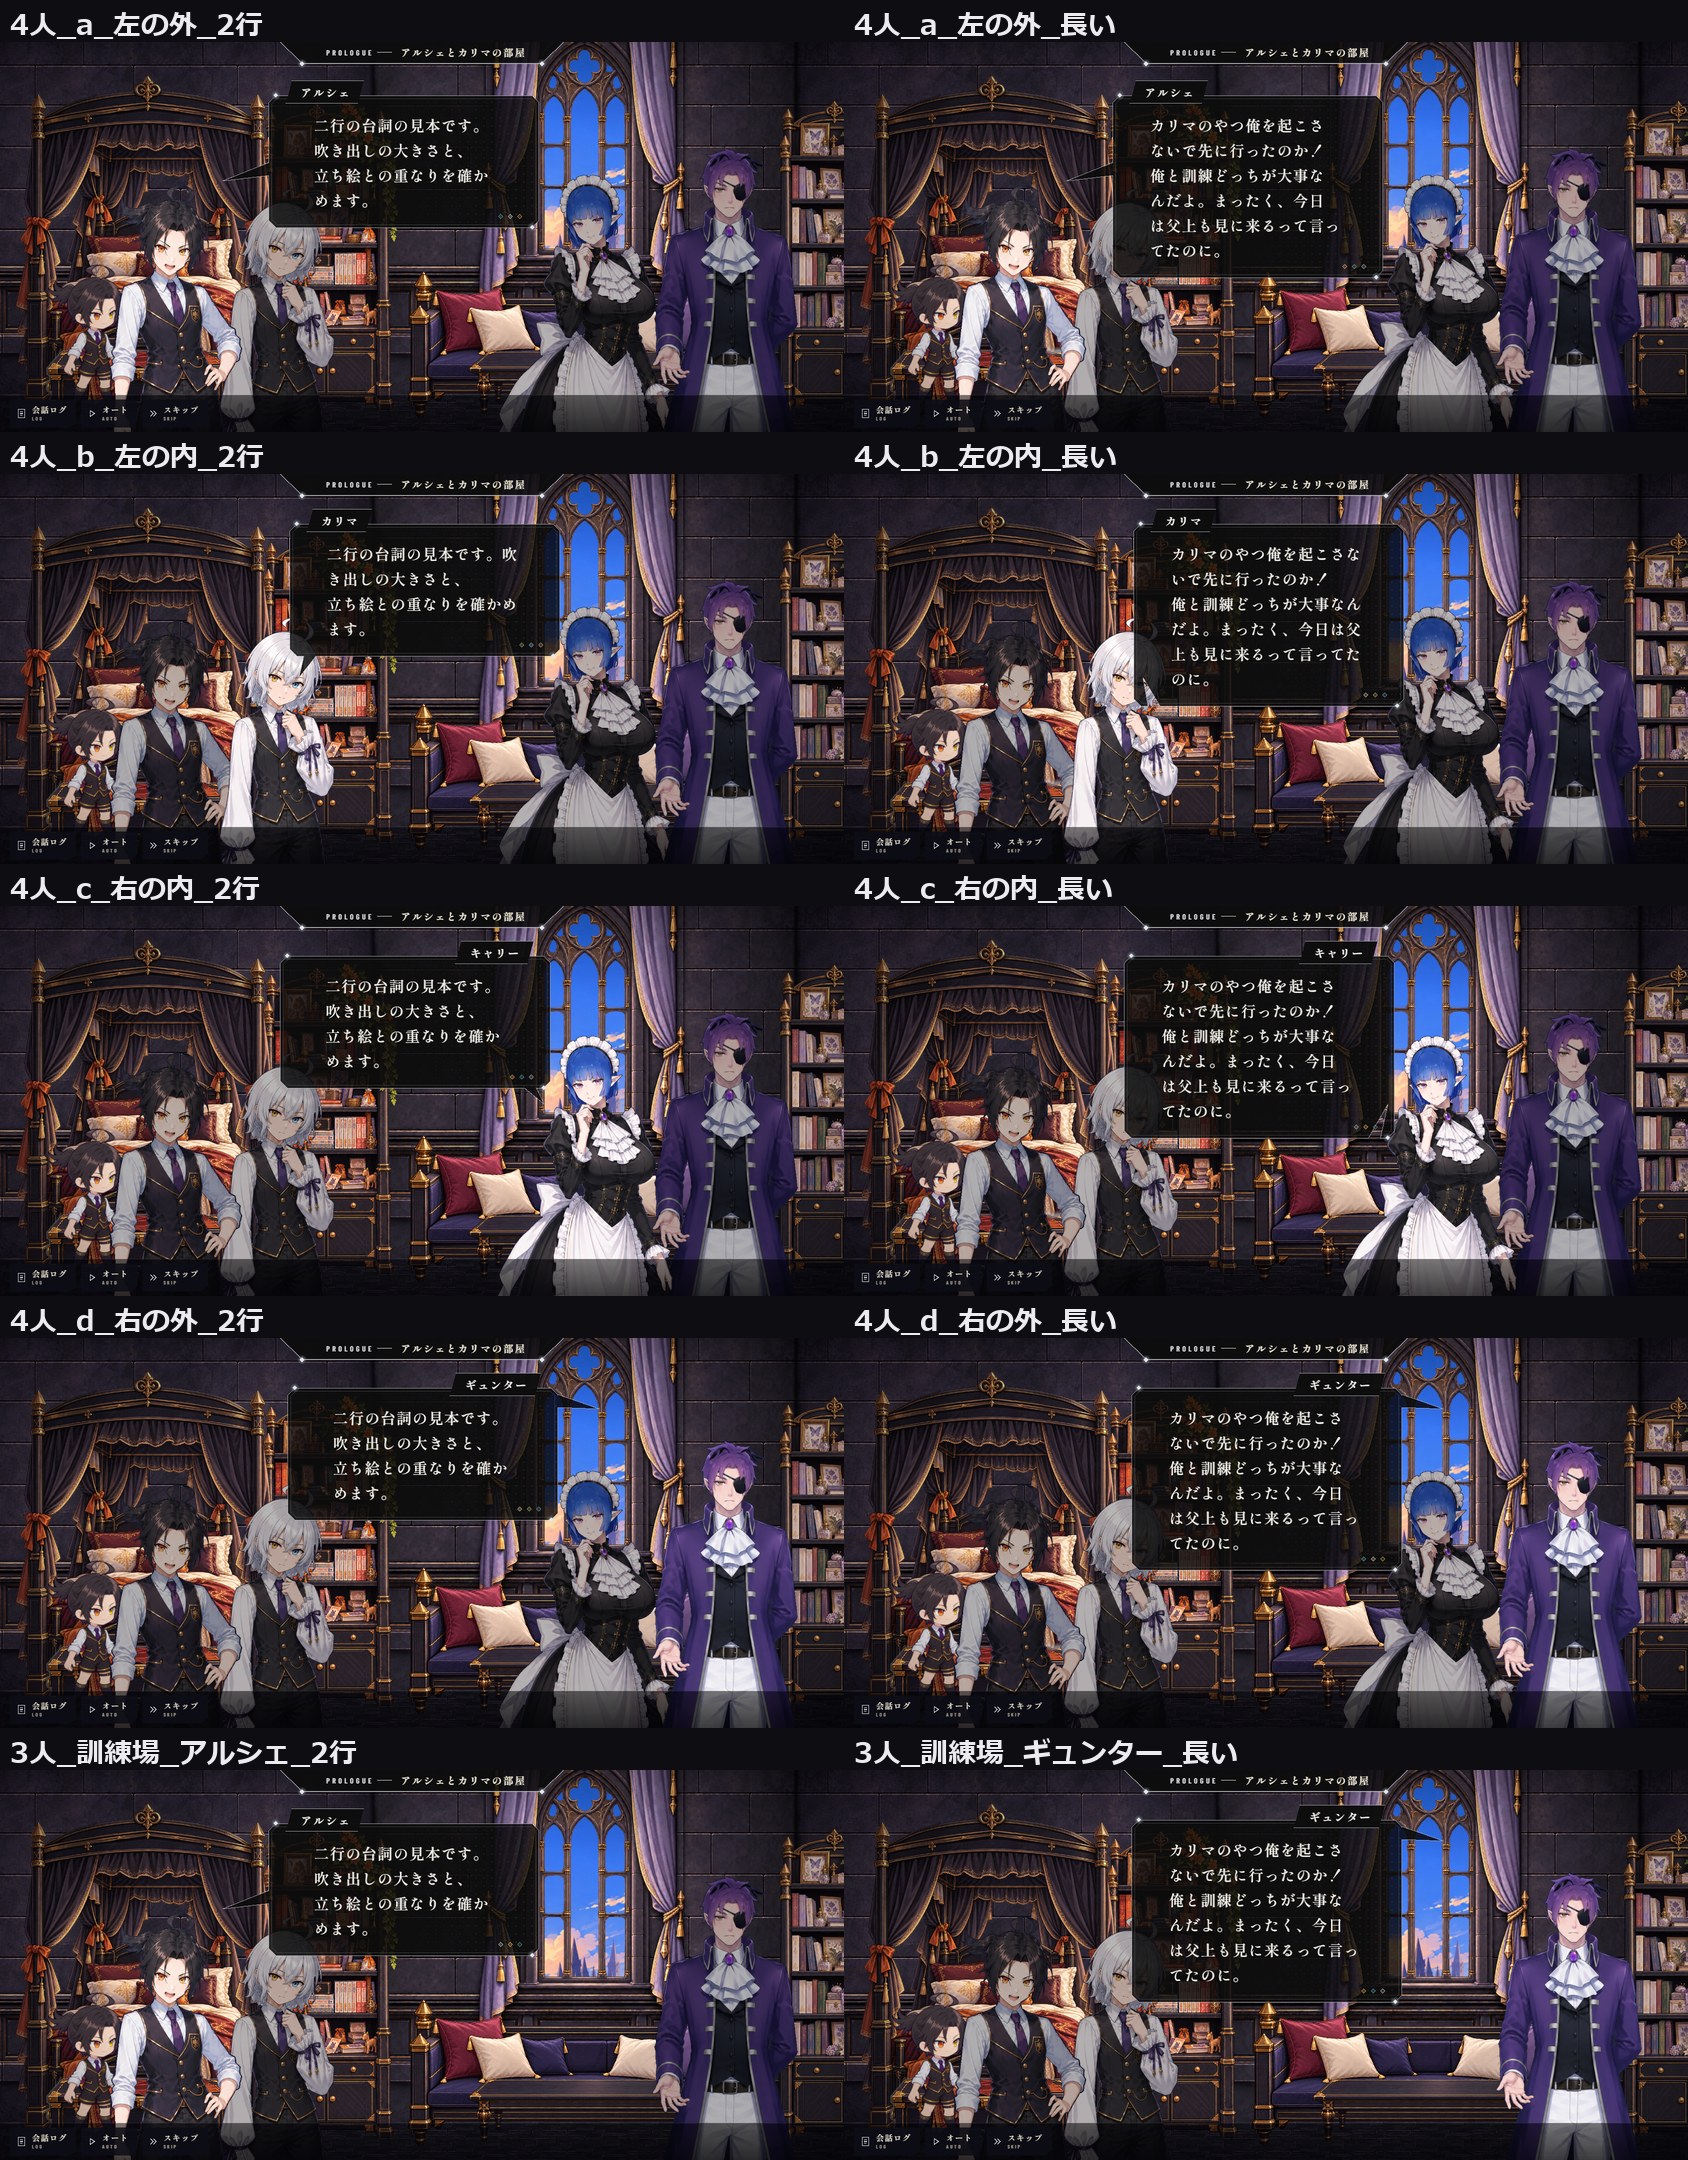 4人_a_左の外_2行
PROLOGUE — アルシェとカリマの部屋
アルシェ
二行の台詞の見本です。
吹き出しの大きさと、
立ち絵との重なりを確か
めます。
会話ログ
LOG
オート
AUTO
スキップ
SKIP
4人_a_左の外_長い
PROLOGUE — アルシェとカリマの部屋
アルシェ
カリマのやつ俺を起こさ
ないで先に行ったのか！
俺と訓練どっちが大事な
んだよ。まったく、今日
は父上も見に来るって言っ
てたのに。
会話ログ
LOG
オート
AUTO
スキップ
SKIP
4人_b_左の内_2行
PROLOGUE — アルシェとカリマの部屋
カリマ
二行の台詞の見本です。吹
き出しの大きさと、
立ち絵との重なりを確かめ
ます。
会話ログ
LOG
オート
AUTO
スキップ
SKIP
4人_b_左の内_長い
PROLOGUE — アルシェとカリマの部屋
カリマ
カリマのやつ俺を起こさな
いで先に行ったのか！
俺と訓練どっちが大事なん
だよ。まったく、今日は父
上も見に来るって言ってた
のに。
会話ログ
LOG
オート
AUTO
スキップ
SKIP
4人_c_右の内_2行
PROLOGUE — アルシェとカリマの部屋
キャリー
二行の台詞の見本です。
吹き出しの大きさと、
立ち絵との重なりを確か
めます。
会話ログ
LOG
オート
AUTO
スキップ
SKIP
4人_c_右の内_長い
PROLOGUE — アルシェとカリマの部屋
キャリー
カリマのやつ俺を起こさ
ないで先に行ったのか！
俺と訓練どっちが大事な
んだよ。まったく、今日
は父上も見に来るって言っ
てたのに。
会話ログ
LOG
オート
AUTO
スキップ
SKIP
4人_d_右の外_2行
PROLOGUE — アルシェとカリマの部屋
ギュンター
二行の台詞の見本です。
吹き出しの大きさと、
立ち絵との重なりを確か
めます。
会話ログ
LOG
オート
AUTO
スキップ
SKIP
4人_d_右の外_長い
PROLOGUE — アルシェとカリマの部屋
ギュンター
カリマのやつ俺を起こさ
ないで先に行ったのか！
俺と訓練どっちが大事な
んだよ。まったく、今日
は父上も見に来るって言っ
てたのに。
会話ログ
LOG
オート
AUTO
スキップ
SKIP
3人_訓練場_アルシェ_2行
PROLOGUE — アルシェとカリマの部屋
アルシェ
二行の台詞の見本です。
吹き出しの大きさと、
立ち絵との重なりを確か
めます。
会話ログ
LOG
オート
AUTO
スキップ
SKIP
3人_訓練場_ギュンター_長い
PROLOGUE — アルシェとカリマの部屋
ギュンター
カリマのやつ俺を起こさ
ないで先に行ったのか！
俺と訓練どっちが大事な
んだよ。まったく、今日
は父上も見に来るって言っ
てたのに。
会話ログ
LOG
オート
AUTO
スキップ
SKIP